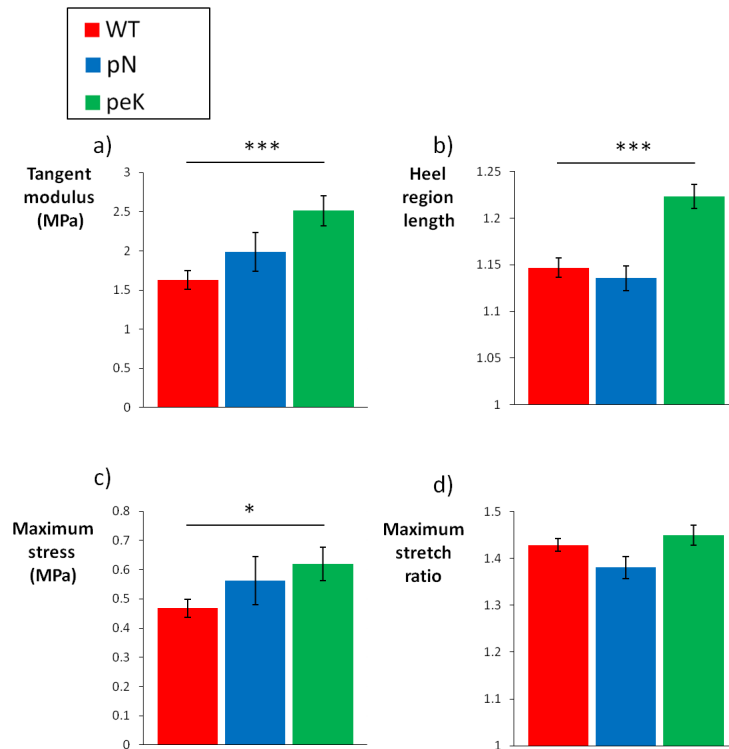 WT
pN
peK
a)
Tangent
modulus
(MPa)
***
3
2.5
2
1.5
1
0.5
0
b)
Heel
region
length
***
1.25
1.2
1.15
1.1
1.05
1
c)
Maximum
stress
(MPa)
*
0.8
0.7
0.6
0.5
0.4
0.3
0.2
0.1
0
d)
Maximum
stretch
ratio
1.5
1.4
1.3
1.2
1.1
1